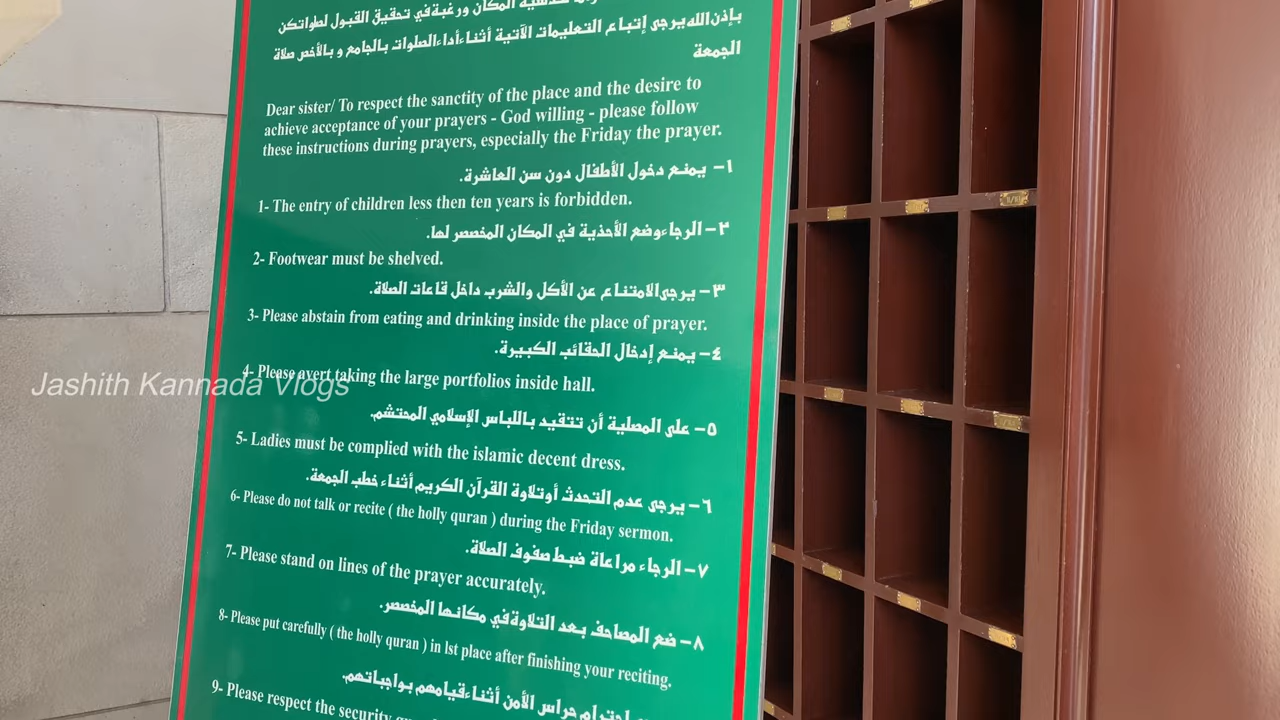 قدسية المكان ورغبة في تحقيق القبول لصلواتكن
بإذن الله يرجى إتباع التعليمات الآتية أثناء أداء الصلوات بالجامع و بالأخص صلاة
الجمعة
Dear sister/ To respect the sanctity of the place and the desire to
achieve acceptance of your prayers - God willing - please follow
these instructions during prayers, especially the Friday the prayer.
١- يمنع دخول الأطفال دون سن العاشرة.
1- The entry of children less then ten years is forbidden.
٢- الرجاء وضع الأحذية في المكان المخصص لها.
2- Footwear must be shelved.
٣- يرجى الامتناع عن الأكل والشرب داخل قاعات الصلاة.
3- Please abstain from eating and drinking inside the place of prayer.
٤- يمنع إدخال الحقائب الكبيرة.
4- Please avert taking the large portfolios inside hall.
Jashith Kannada Vlogs
٥- على المصلية أن تتقيد باللباس الإسلامي المحتشم.
5- Ladies must be complied with the islamic decent dress.
٦- يرجى عدم التحدث أو تلاوة القرآن الكريم أثناء خطب الجمعة.
6- Please do not talk or recite ( the holly quran ) during the Friday sermon.
٧- الرجاء مراعاة ضبط صفوف الصلاة.
7- Please stand on lines of the prayer accurately.
٨- ضع المصاحف بعد التلاوة في مكانها المخصص.
8- Please put carefully ( the holly quran ) in lst place after finishing your reciting.
احترام حراس الأمن أثناء قيامهم بواجباتهم.
9- Please respect the security